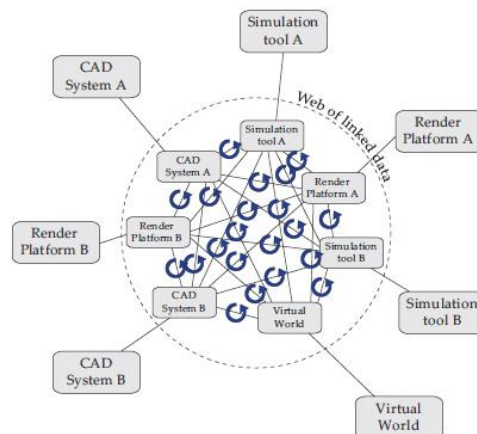 Simulation
tool A
CAD
System A
Web of linked data
Render
Platform A
Simulation
tool A
CAD
System A
Render
Platform A
Render
Platform B
Render
Platform B
Simulation
tool B
CAD
System B
Virtual
World
Simulation
tool B
CAD
System B
Virtual
World